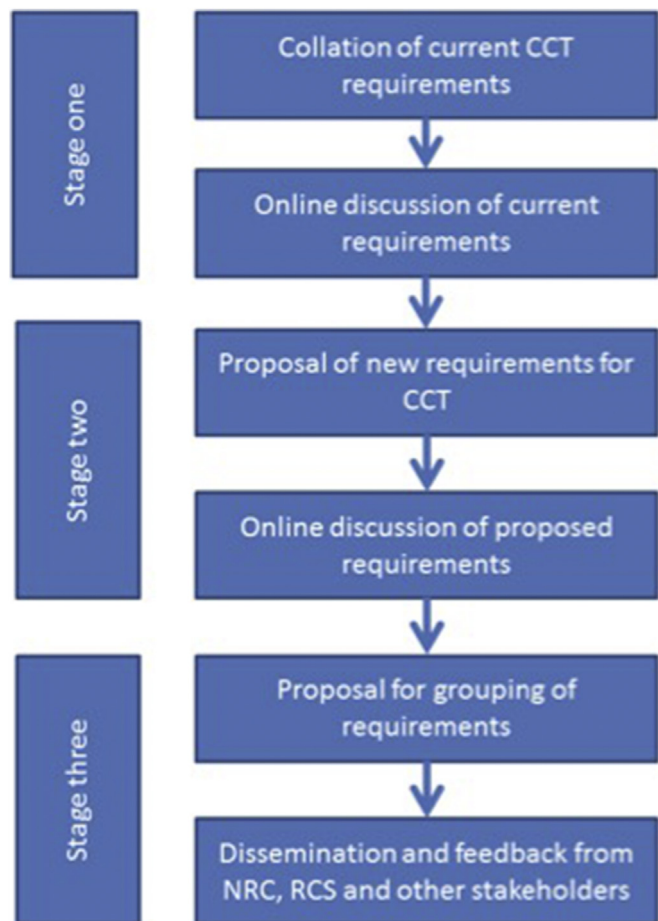 Stage one
Collation of current CCT
requirements
Online discussion of current
requirements
Stage two
Proposal of new requirements for
CCT
Online discussion of proposed
requirements
Stage three
Proposal for grouping of
requirements
Dissemination and feedback from
NRC, RCS and other stakeholders